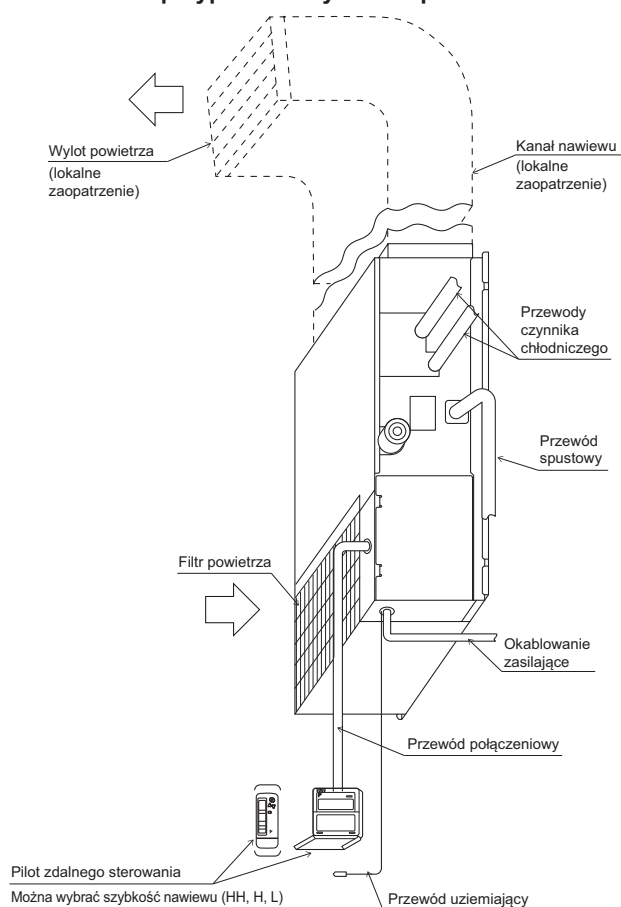 Wylot powietrza
(lokalne
zaopatrzenie)
Kanał nawiewu
(lokalne
zaopatrzenie)
Przewody
czynnika
chłodniczego
Przewód
spustowy
Filtr powietrza
Okablowanie
zasilające
Przewód połączeniowy
Pilot zdalnego sterowania
Można wybrać szybkość nawiewu (HH, H, L)
Przewód uziemiający